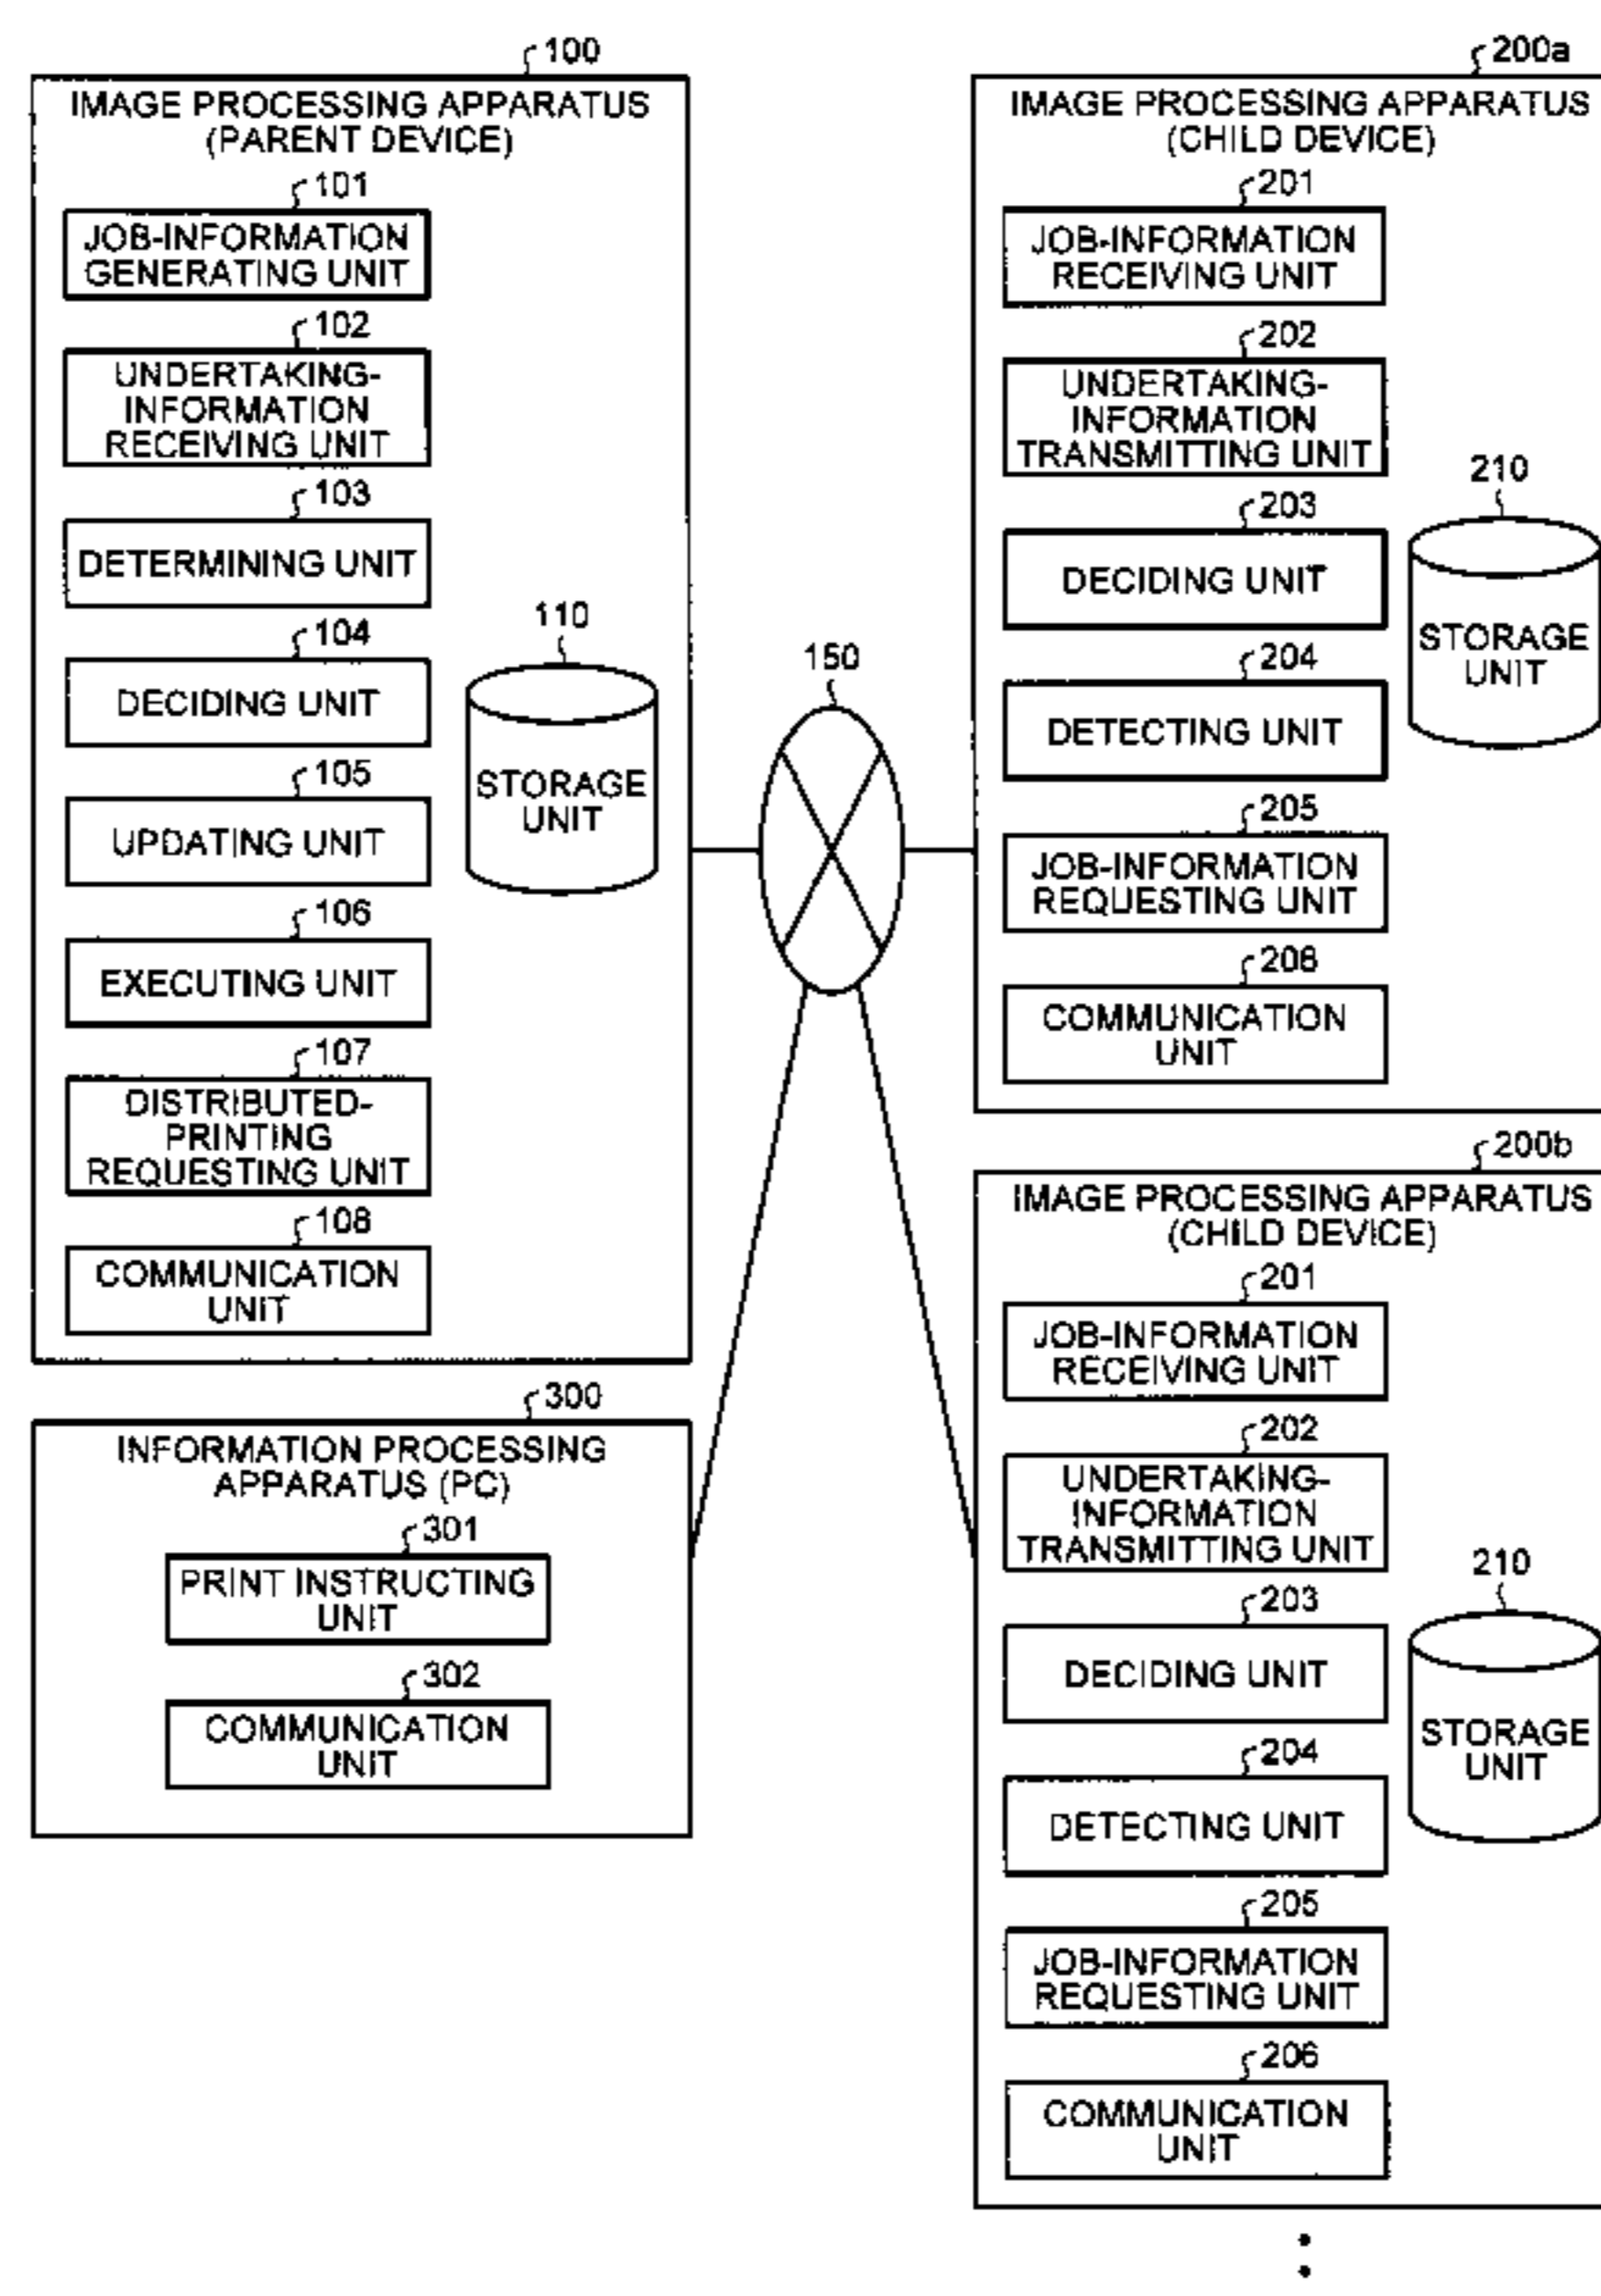 100
IMAGE PROCESSING APPARATUS
(PARENT DEVICE)
101
JOB-INFORMATION
GENERATING UNIT
102
UNDERTAKING-
INFORMATION
RECEIVING UNIT
103
DETERMINING UNIT
104
DECIDING UNIT
105
UPDATING UNIT
106
EXECUTING UNIT
107
DISTRIBUTED-
PRINTING
REQUESTING UNIT
108
COMMUNICATION
UNIT
110
STORAGE
UNIT
150
300
INFORMATION PROCESSING
APPARATUS (PC)
301
PRINT INSTRUCTING
UNIT
302
COMMUNICATION
UNIT
200a
IMAGE PROCESSING APPARATUS
(CHILD DEVICE)
201
JOB-INFORMATION
RECEIVING UNIT
202
UNDERTAKING-
INFORMATION
TRANSMITTING UNIT
203
DECIDING UNIT
204
DETECTING UNIT
205
JOB-INFORMATION
REQUESTING UNIT
206
COMMUNICATION
UNIT
210
STORAGE
UNIT
200b
IMAGE PROCESSING APPARATUS
(CHILD DEVICE)
201
JOB-INFORMATION
RECEIVING UNIT
202
UNDERTAKING-
INFORMATION
TRANSMITTING UNIT
203
DECIDING UNIT
204
DETECTING UNIT
205
JOB-INFORMATION
REQUESTING UNIT
206
COMMUNICATION
UNIT
210
STORAGE
UNIT